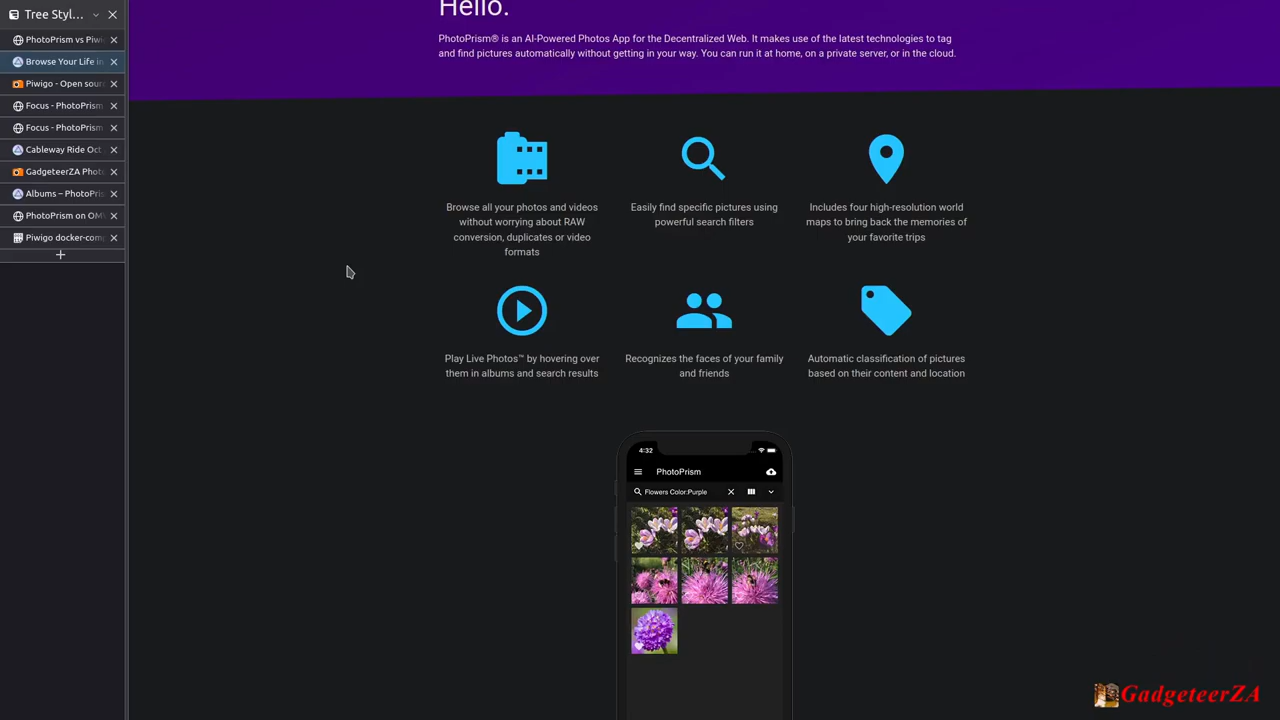 Tree Styl...
PhotoPrism vs Piwi
Browse Your Life in
Piwigo - Open sour
Focus - PhotoPrism
Focus - PhotoPrism
Cableway Ride Oct
GadgeteerZA Photo
Albums – PhotoPris
PhotoPrism on OMV
Piwigo docker-comp
Hello.
PhotoPrism® is an AI-Powered Photos App for the Decentralized Web. It makes use of the latest technologies to tag
and find pictures automatically without getting in your way. You can run it at home, on a private server, or in the cloud.
Browse all your photos and videos
without worrying about RAW
conversion, duplicates or video
formats
Easily find specific pictures using
powerful search filters
Includes four high-resolution world
maps to bring back the memories of
your favorite trips
Play Live Photos™ by hovering over
them in albums and search results
Recognizes the faces of your family
and friends
Automatic classification of pictures
based on their content and location
4:32
PhotoPrism
Flowers Color:Purple
GadgeteerZA